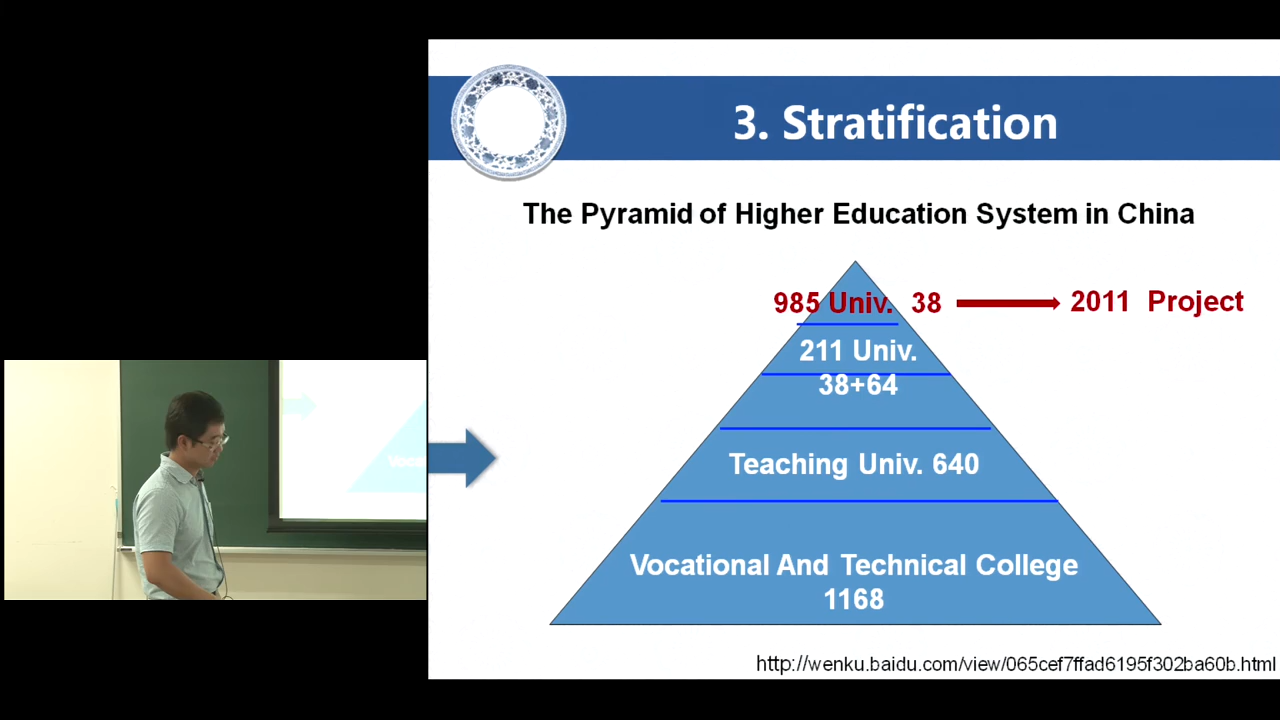 3. Stratification
The Pyramid of Higher Education System in China
985 Univ. 38
2011 Project
211 Univ.
38+64
Teaching Univ. 640
Vocational And Technical College
1168
http://wenku.baidu.com/view/065cef7ffad6195f302ba60b.html